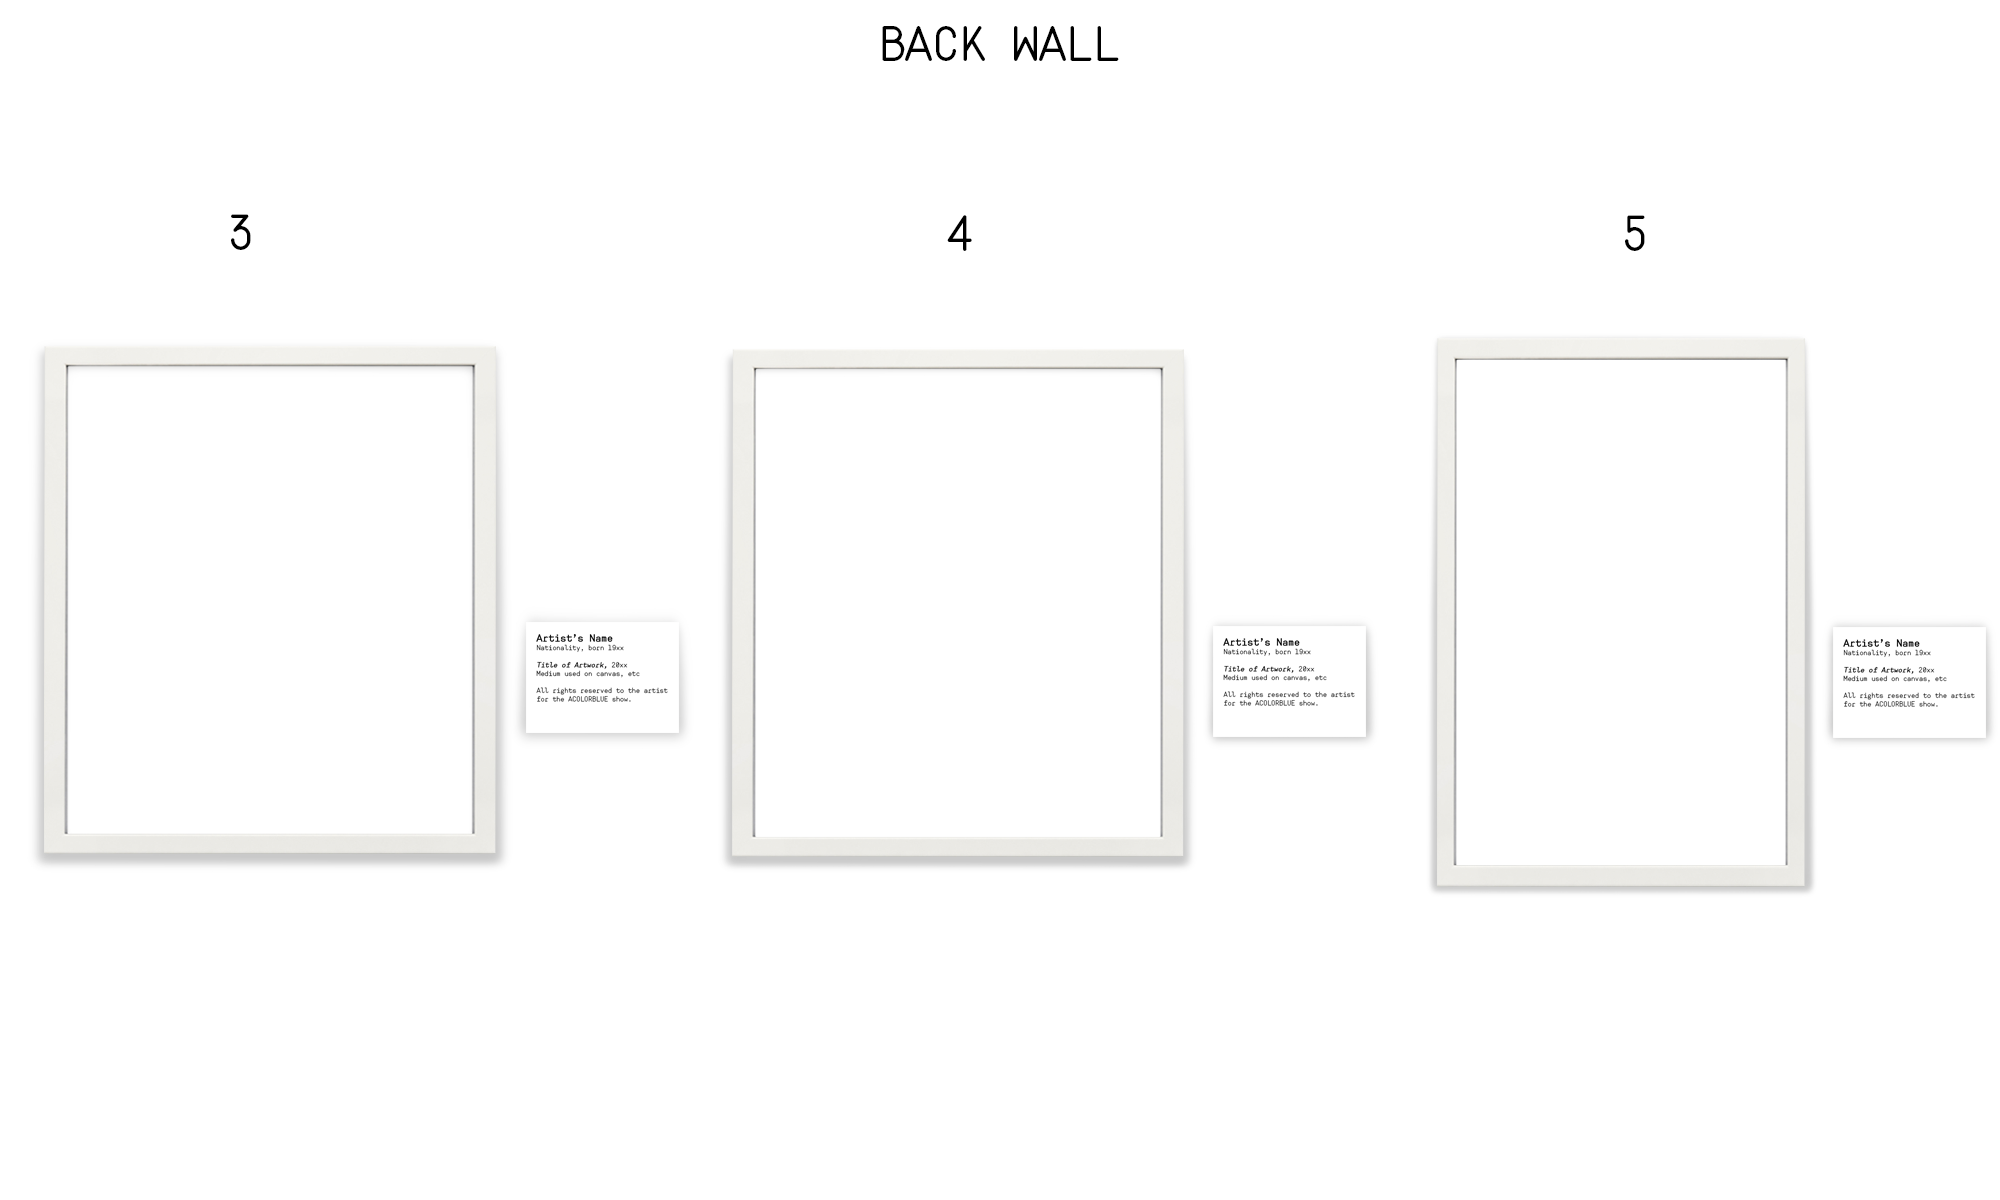 BACK WALL
3
4
5
Artist's Name
Nationality, born 19xx
Title of Artwork, 20xx
Medium used on canvas, etc
All rights reserved to the artist
for the ACOLORBLUE show.
Artist's Name
Nationality, born 19xx
Title of Artwork, 20xx
Medium used on canvas, etc
All rights reserved to the artist
for the ACOLORBLUE show.
Artist's Name
Nationality, born 19xx
Title of Artwork, 20xx
Medium used on canvas, etc
All rights reserved to the artist
for the ACOLORBLUE show.